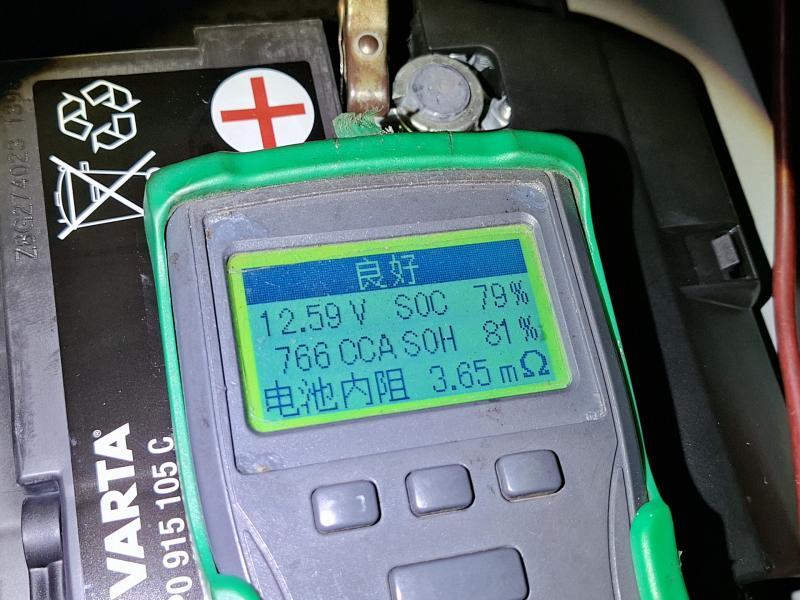 良好
12.59 V SOC 79%
766 CCA SOH 81%
电池内阻 3.65 mΩ
VARTA®
0 915 105 C